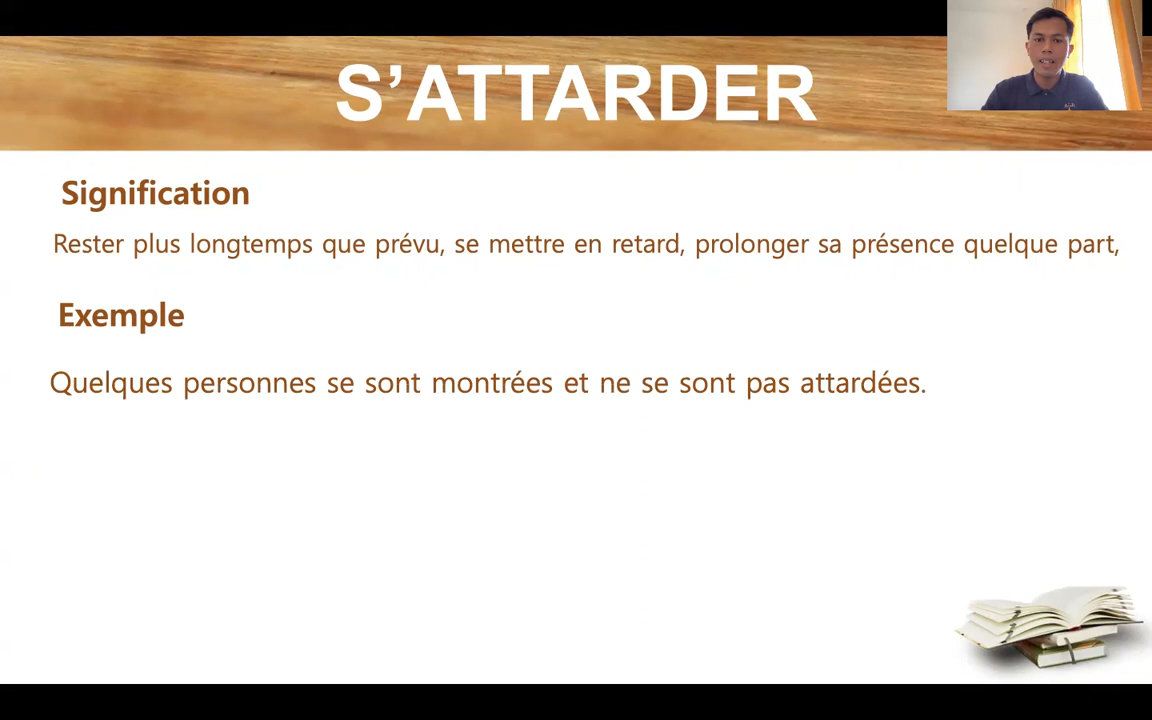 S’ATTARDER
Signification
Rester plus longtemps que prévu, se mettre en retard, prolonger sa présence quelque part,
Exemple
Quelques personnes se sont montrées et ne se sont pas attardées.